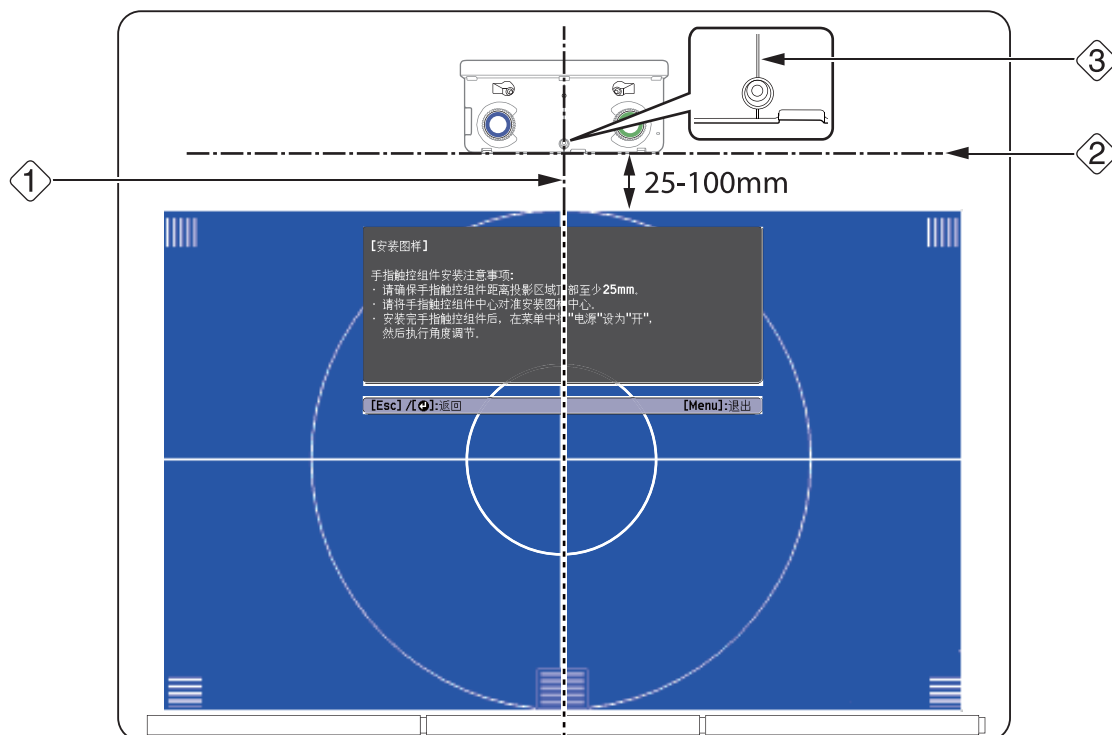 ③
②
①
25-100mm
【安装图样】
手指触控组件安装注意事项:
· 请确保手指触控组件距离投影区域顶部至少25mm.
· 请将手指触控组件中心对准安装图样中心.
· 安装完手指触控组件后, 在菜单中将"电源"设为"开",
然后执行角度调节.
[Esc] /[⏎]:返回 [Menu]:退出